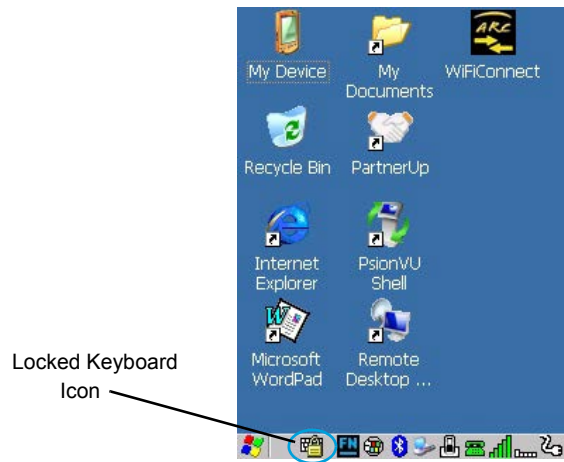 ARC
My Device
My
Documents
WiFiConnect
Recycle Bin
PartnerUp
Internet
Explorer
PsionVU
Shell
W
Microsoft
WordPad
Remote
Desktop ...
Locked Keyboard
Icon
FN